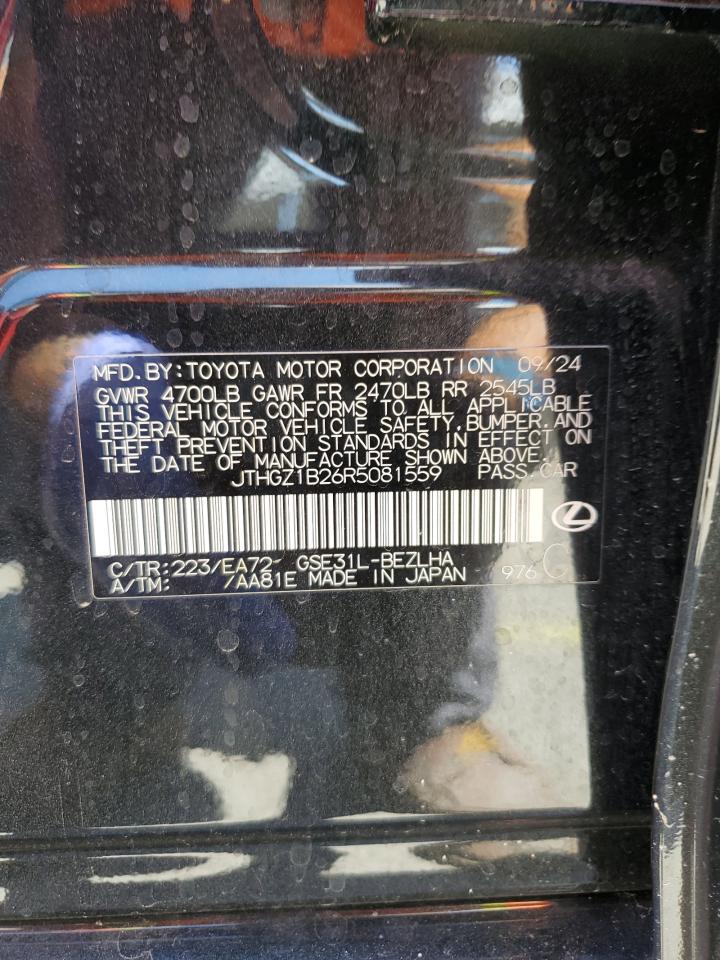 MFD. BY: TOYOTA MOTOR CORPORATION 09/24
GVWR 4700LB GAWR FR 2470LB RR 2545LB
THIS VEHICLE CONFORMS TO ALL APPLICABLE
FEDERAL MOTOR VEHICLE SAFETY, BUMPER, AND
THEFT PREVENTION STANDARDS IN EFFECT ON
THE DATE OF MANUFACTURE SHOWN ABOVE.
JTHGZ1B26R5081559 PASS. CAR
C/TR: 223/EA72 GSE31L-BEZLHA
A/TM: /AA81E MADE IN JAPAN 976 C